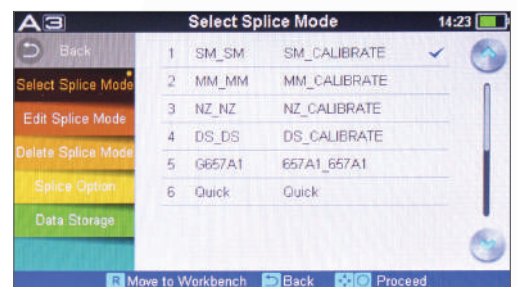 A3 Select Splice Mode 14:23
Back
Select Splice Mode
Edit Splice Mode
Delete Splice Mode
Splice Option
Data Storage
1 SM_SM SM_CALIBRATE
2 MM_MM MM_CALIBRATE
3 NZ_NZ NZ_CALIBRATE
4 DS_DS DS_CALIBRATE
5 G657A1 657A1_657A1
6 Quick Quick
R Move to Workbench Back Proceed